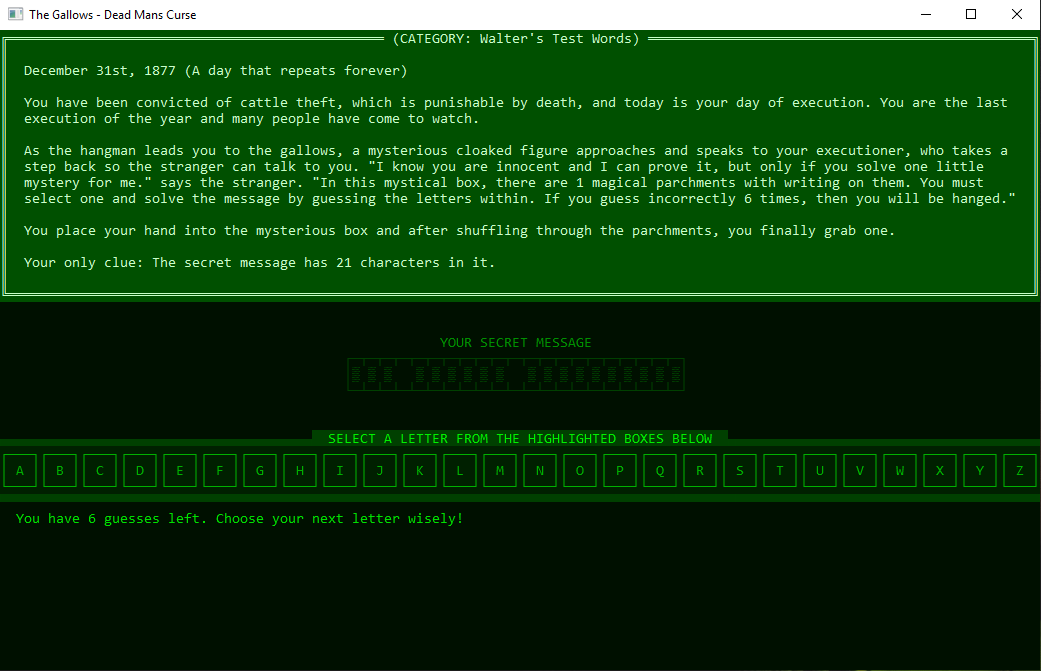 The Gallows - Dead Mans Curse
(CATEGORY: Walter's Test Words)
December 31st, 1877 (A day that repeats forever)
You have been convicted of cattle theft, which is punishable by death, and today is your day of execution. You are the last
execution of the year and many people have come to watch.
As the hangman leads you to the gallows, a mysterious cloaked figure approaches and speaks to your executioner, who takes a
step back so the stranger can talk to you. "I know you are innocent and I can prove it, but only if you solve one little
mystery for me." says the stranger. "In this mystical box, there are 1 magical parchments with writing on them. You must
select one and solve the message by guessing the letters within. If you guess incorrectly 6 times, then you will be hanged."
You place your hand into the mysterious box and after shuffling through the parchments, you finally grab one.
Your only clue: The secret message has 21 characters in it.
YOUR SECRET MESSAGE
SELECT A LETTER FROM THE HIGHLIGHTED BOXES BELOW
A B C D E F G H I J K L M N O P Q R S T U V W X Y Z
You have 6 guesses left. Choose your next letter wisely!